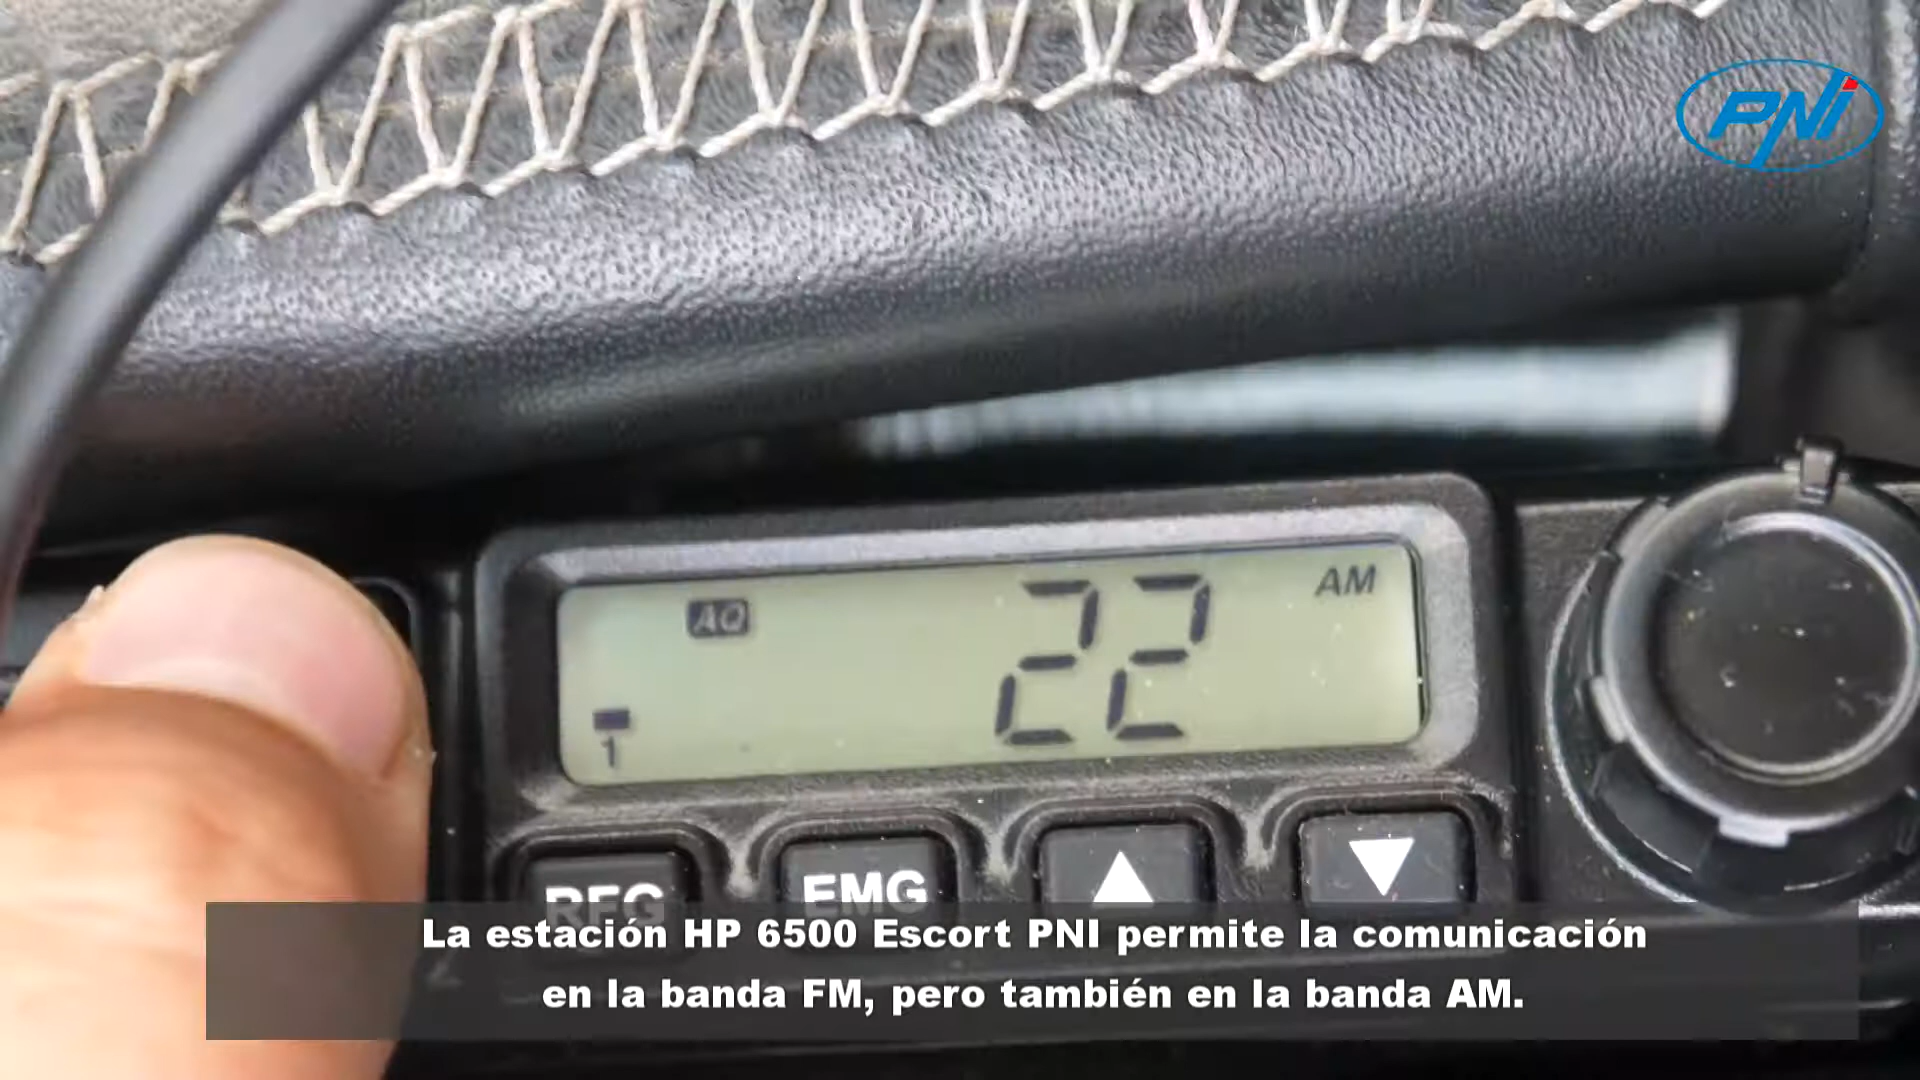 PNI
AQ
22
AM
1
RFG
EMG
La estación HP 6500 Escort PNI permite la comunicación
en la banda FM, pero también en la banda AM.